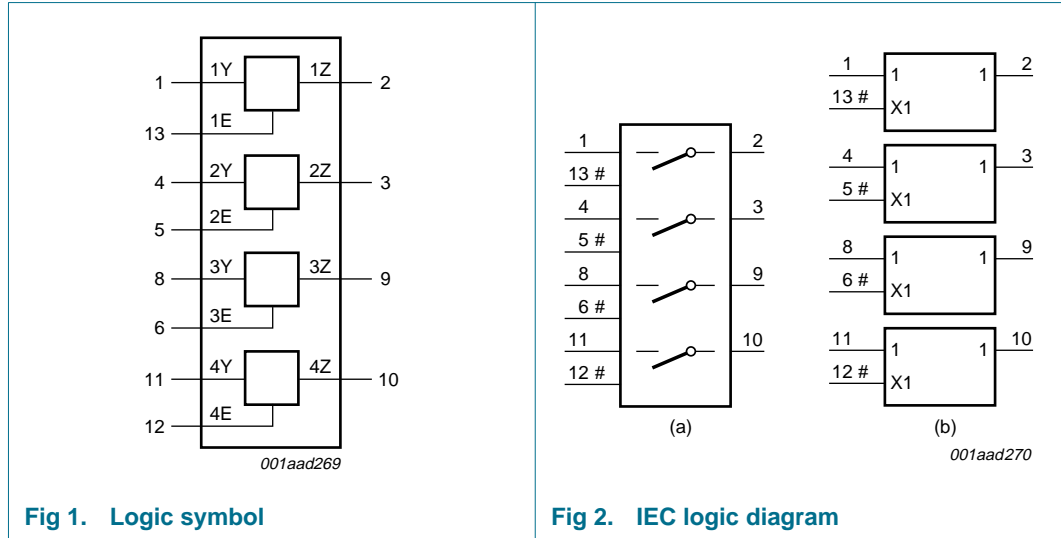 1 1Y 1Z 2
13 1E
4 2Y 2Z 3
5 2E
8 3Y 3Z 9
6 3E
11 4Y 4Z 10
12 4E
001aad269
Fig 1. Logic symbol
1 2
13 #
4 3
5 #
8 9
6 #
11 10
12 #
(a)
1 1 1 2
13 # X1
4 1 1 3
5 # X1
8 1 1 9
6 # X1
11 1 1 10
12 # X1
(b)
001aad270
Fig 2. IEC logic diagram